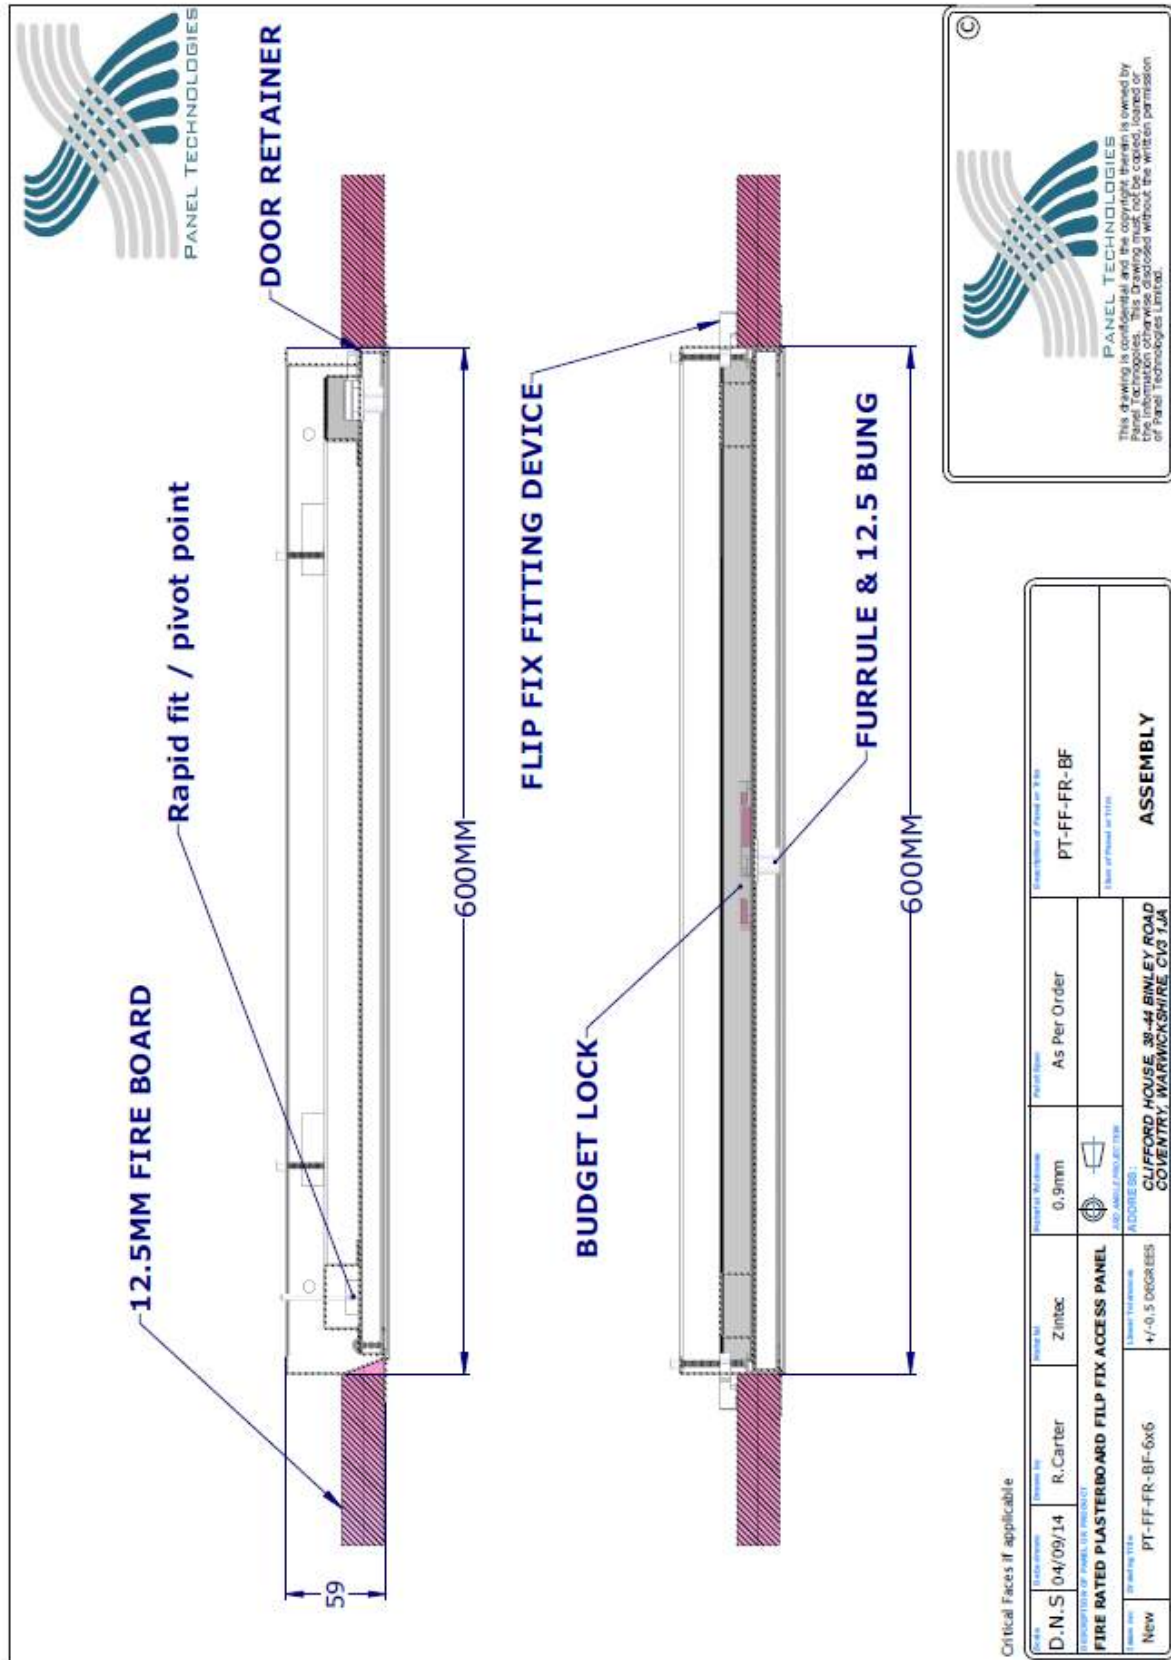 PANEL TECHNOLOGIES
12.5MM FIRE BOARD
Rapid fit / pivot point
DOOR RETAINER
59
600MM
FLIP FIX FITTING DEVICE
BUDGET LOCK
FURRULE & 12.5 BUNG
600MM
Critical Faces if applicable
D.N.S
04/09/14
R.Carter
Zintec
0.9mm
As Per Order
PT-FF-FR-BF
FIRE RATED PLASTERBOARD FILP FIX ACCESS PANEL
New
PT-FF-FR-BF-6x6
+/-0.5 DEGREES
ADDRESS:
CLIFFORD HOUSE, 38-44 BINLEY ROAD
COVENTRY, WARWICKSHIRE, CV3 1JA
ASSEMBLY
©
PANEL TECHNOLOGIES
This drawing is confidential and the copyright therein is owned by
Panel Technogoles. This Drawing must not be copied, loaned or
the information otherwise disclosed without the written permission
of Panel Technologies Limited.